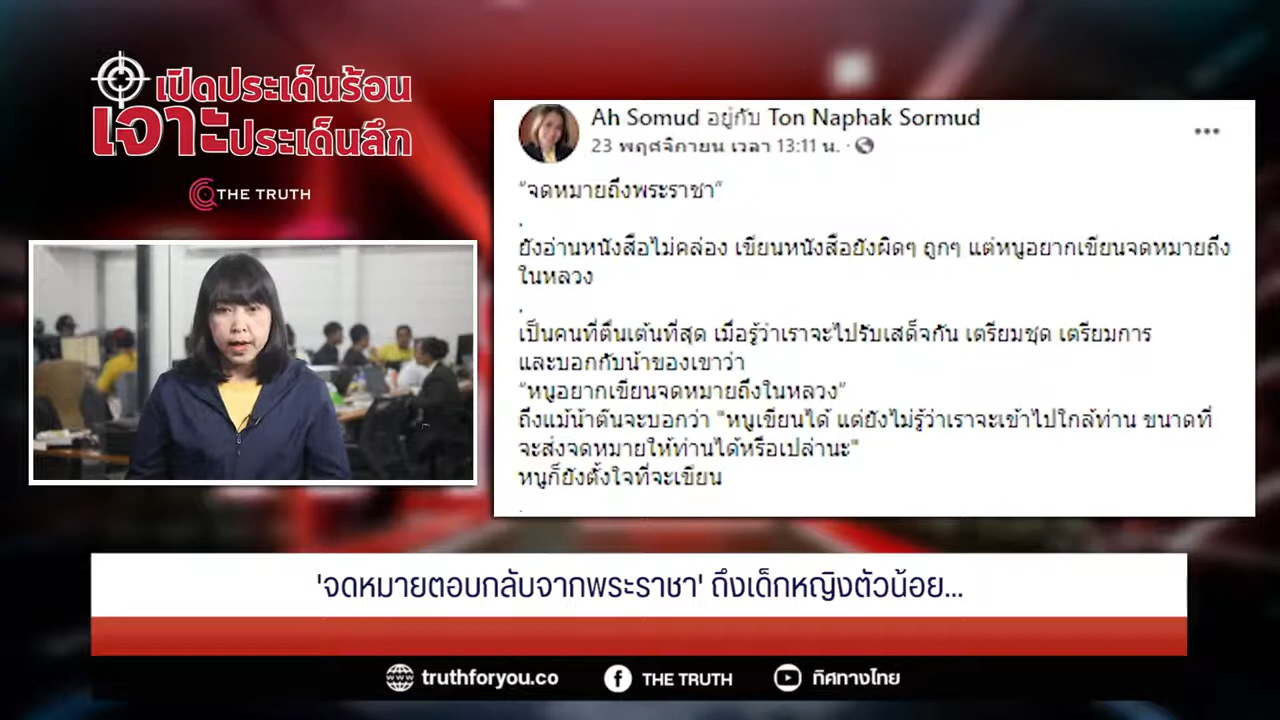 เปิดประเด็นร้อน
เจาะประเด็นลึก
THE TRUTH
Ah Somud อยู่กับ Ton Naphak Sormud
23 พฤศจิกายน เวลา 13:11 น. ·
“จดหมายถึงพระราชา”
.
ยังอ่านหนังสือไม่คล่อง เขียนหนังสือยังผิดๆ ถูกๆ แต่หนูอยากเขียนจดหมายถึง
ในหลวง
.
เป็นคนที่ตื่นเต้นที่สุด เมื่อรู้ว่าเราจะไปรับเสด็จกัน เตรียมชุด เตรียมการ
และบอกกับน้าของเขาว่า
“หนูอยากเขียนจดหมายถึงในหลวง”
ถึงแม้น้าต๊นจะบอกว่า "หนูเขียนได้ แต่ยังไม่รู้ว่าเราจะเข้าไปใกล้ท่าน ขนาดที่
จะส่งจดหมายให้ท่านได้หรือเปล่านะ"
หนูก็ยังตั้งใจที่จะเขียน
.
'จดหมายตอบกลับจากพระราชา' ถึงเด็กหญิงตัวน้อย...
truthforyou.co
THE TRUTH
ทิศทางไทย